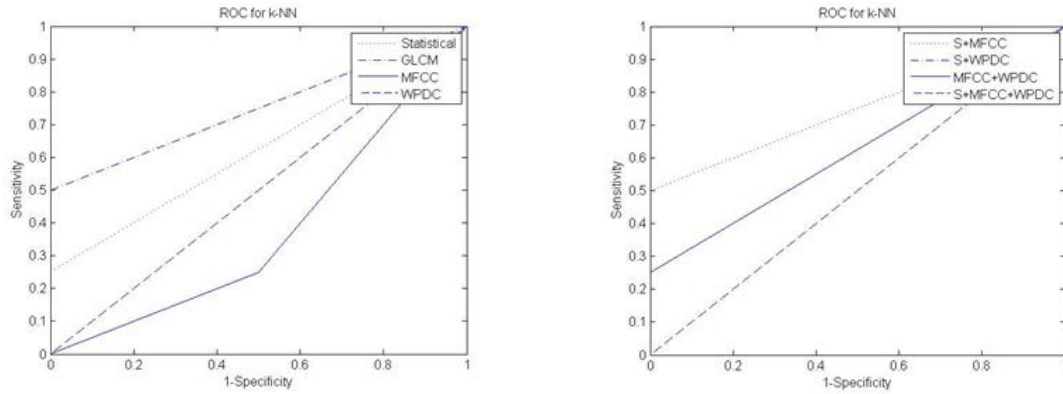 ROC for k-NN
1
0.9
0.8
0.7
0.6
0.5
0.4
0.3
0.2
0.1
0
Sensitivity
Statistical
GLCM
MFCC
WPDC
0
0.2
0.4
0.6
0.8
1
1-Specificity
ROC for k-NN
1
0.9
0.8
0.7
0.6
0.5
0.4
0.3
0.2
0.1
0
Sensitivity
S+MFCC
S+WPDC
MFCC+WPDC
S+MFCC+WPDC
0
0.2
0.4
0.6
0.8
1-Specificity